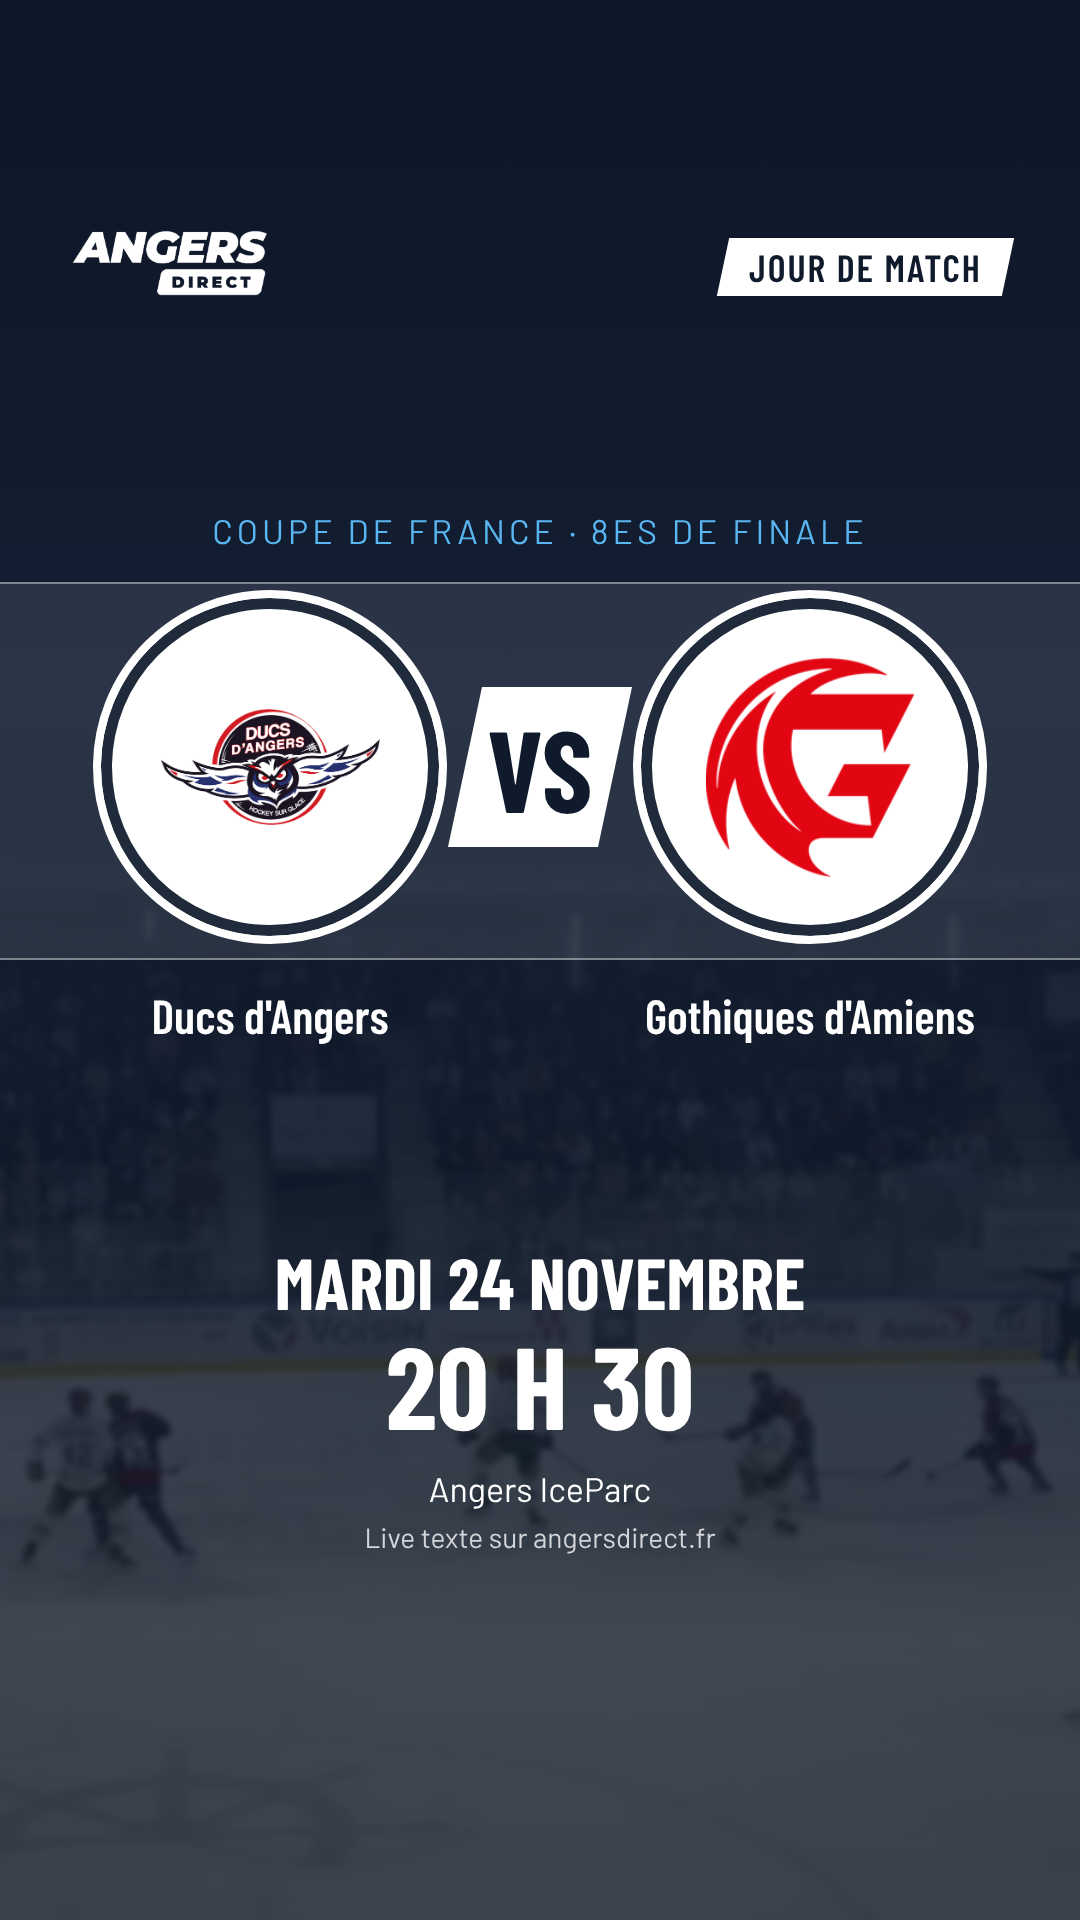 ANGERS
DIRECT
JOUR DE MATCH
COUPE DE FRANCE · 8ES DE FINALE
DUCS
D'ANGERS
HOCKEY SUR GLACE
VS
G
Ducs d'Angers
Gothiques d'Amiens
VOISIN
MARDI 24 NOVEMBRE
20 H 30
Angers IceParc
Live texte sur angersdirect.fr